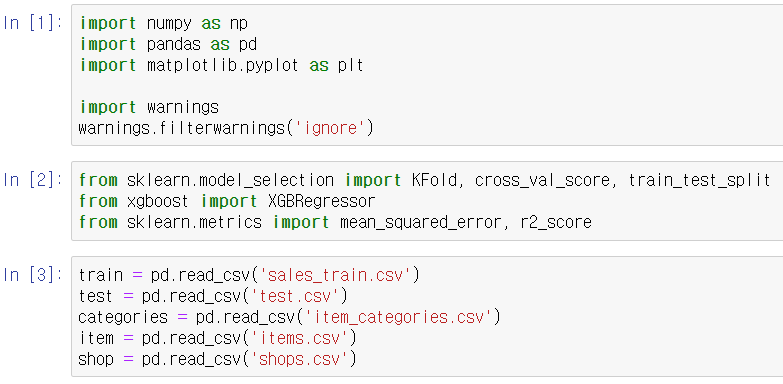 In [1]:
import numpy as np
import pandas as pd
import matplotlib.pyplot as plt
import warnings
warnings.filterwarnings('ignore')
In [2]:
from sklearn.model_selection import KFold, cross_val_score, train_test_split
from xgboost import XGBRegressor
from sklearn.metrics import mean_squared_error, r2_score
In [3]:
train = pd.read_csv('sales_train.csv')
test = pd.read_csv('test.csv')
categories = pd.read_csv('item_categories.csv')
item = pd.read_csv('items.csv')
shop = pd.read_csv('shops.csv')